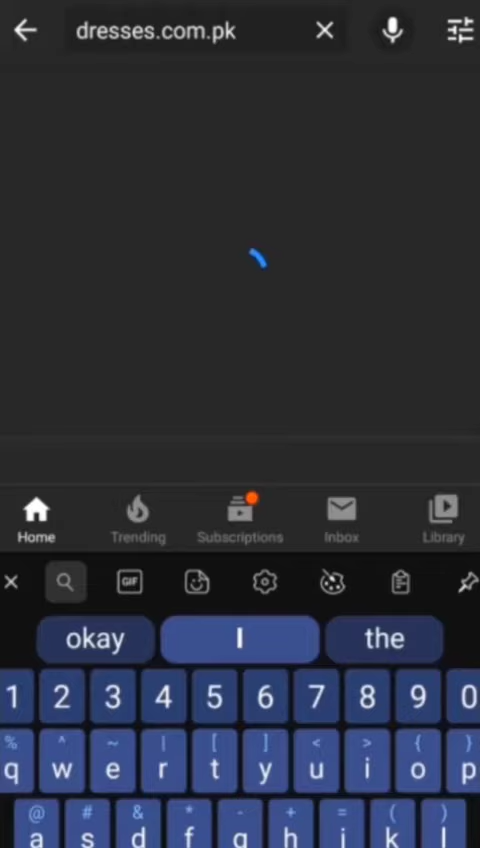 dresses.com.pk
Home Trending Subscriptions Inbox Library
GIF
okay I the
1 2 3 4 5 6 7 8 9 0
% ^ ~ | [ ] < > { }
q w e r t y u i o p
@ # & * - + = ( )
a s d f g h j k l